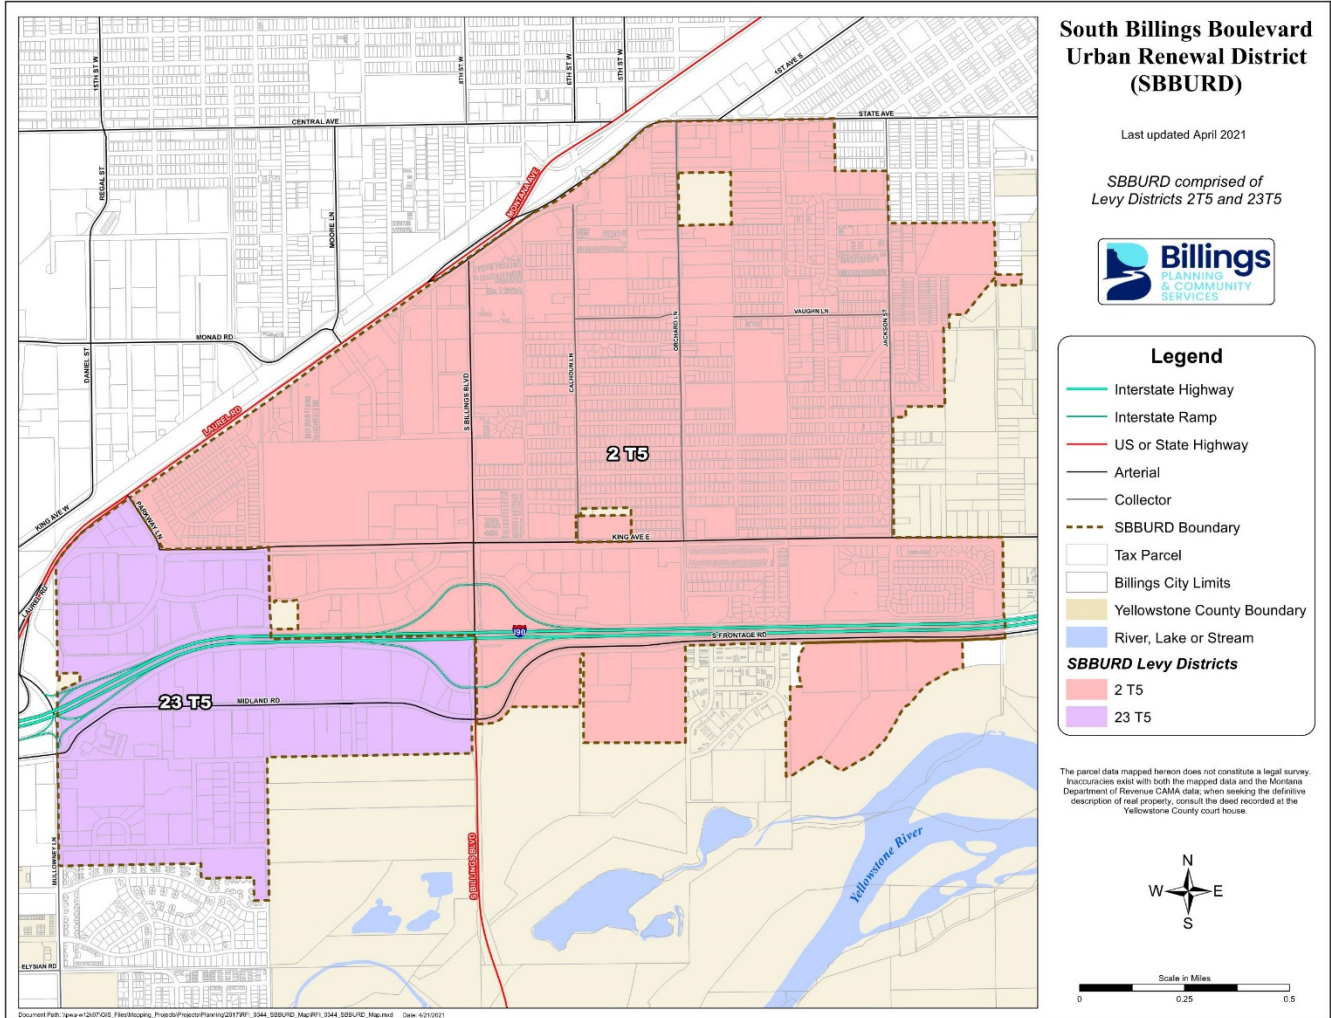 South Billings Boulevard
Urban Renewal District
(SBBURD)
Last updated April 2021
SBBURD comprised of
Levy Districts 2T5 and 23T5
Billings
PLANNING
& COMMUNITY
SERVICES
Legend
Interstate Highway
Interstate Ramp
US or State Highway
Arterial
Collector
SBBURD Boundary
Tax Parcel
Billings City Limits
Yellowstone County Boundary
River, Lake or Stream
SBBURD Levy Districts
2 T5
23 T5
The parcel data mapped hereon does not constitute a legal survey.
Inaccuracies exist with both the mapped data and the Montana
Department of Revenue CAMA data; when seeking the definitive
description of real property, consult the deed recorded at the
Yellowstone County court house.
N
W
E
S
Scale in Miles
0
0.25
0.5
15TH ST W
8TH ST W
6TH ST W
5TH ST W
1ST AVE S
CENTRAL AVE
STATE AVE
REGAL ST
MOORE LN
MONTANA AVE
MONAD RD
DANIEL ST
LAUREL RD
S BILLINGS BLVD
CALHOUN LN
ORCHARD LN
VAUGHN LN
JACKSON ST
2 T5
KING AVE W
PARKWAY LN
KING AVE E
LAUREL RD
I90
S FRONTAGE RD
23 T5
MIDLAND RD
MULLOWNEY LN
S BILLINGS BLVD
Yellowstone River
ELYSIAN RD
Date: 4/21/2021